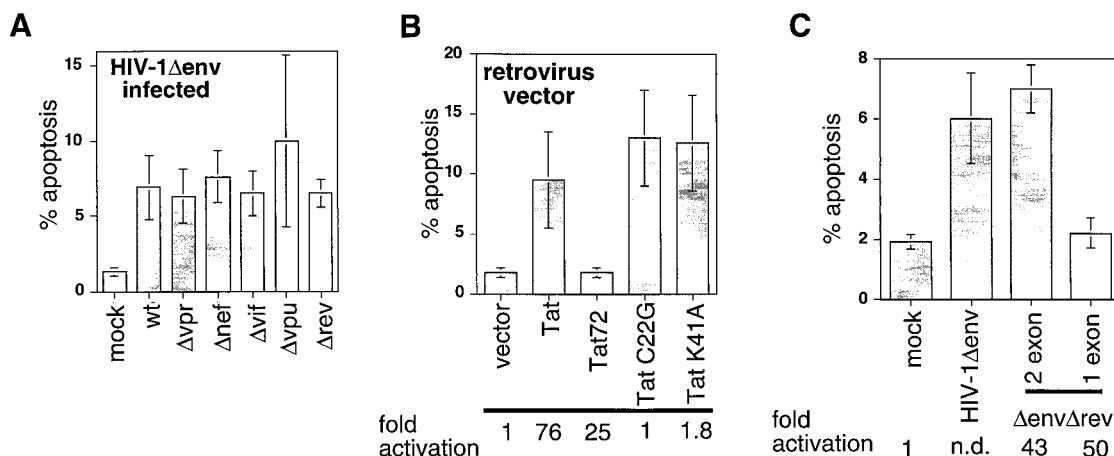 A
HIV-1Δenv
infected
% apoptosis
15
10
5
0
mock
wt
Δvpr
Δnef
Δvif
Δvpu
Δrev
B
retrovirus
vector
% apoptosis
20
15
10
5
0
vector
Tat
Tat72
Tat C22G
Tat K41A
fold
activation
1 76 25 1 1.8
C
% apoptosis
8
6
4
2
0
mock
HIV-1Δenv
2 exon
1 exon
ΔenvΔrev
fold
activation
1 n.d. 43 50